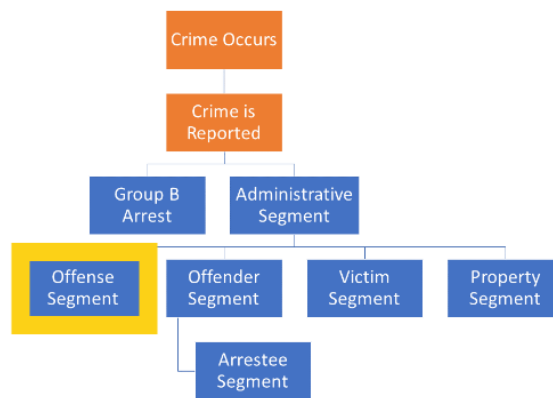 Crime Occurs
Crime is
Reported
Group B
Arrest
Administrative
Segment
Offense
Segment
Offender
Segment
Victim
Segment
Property
Segment
Arrestee
Segment